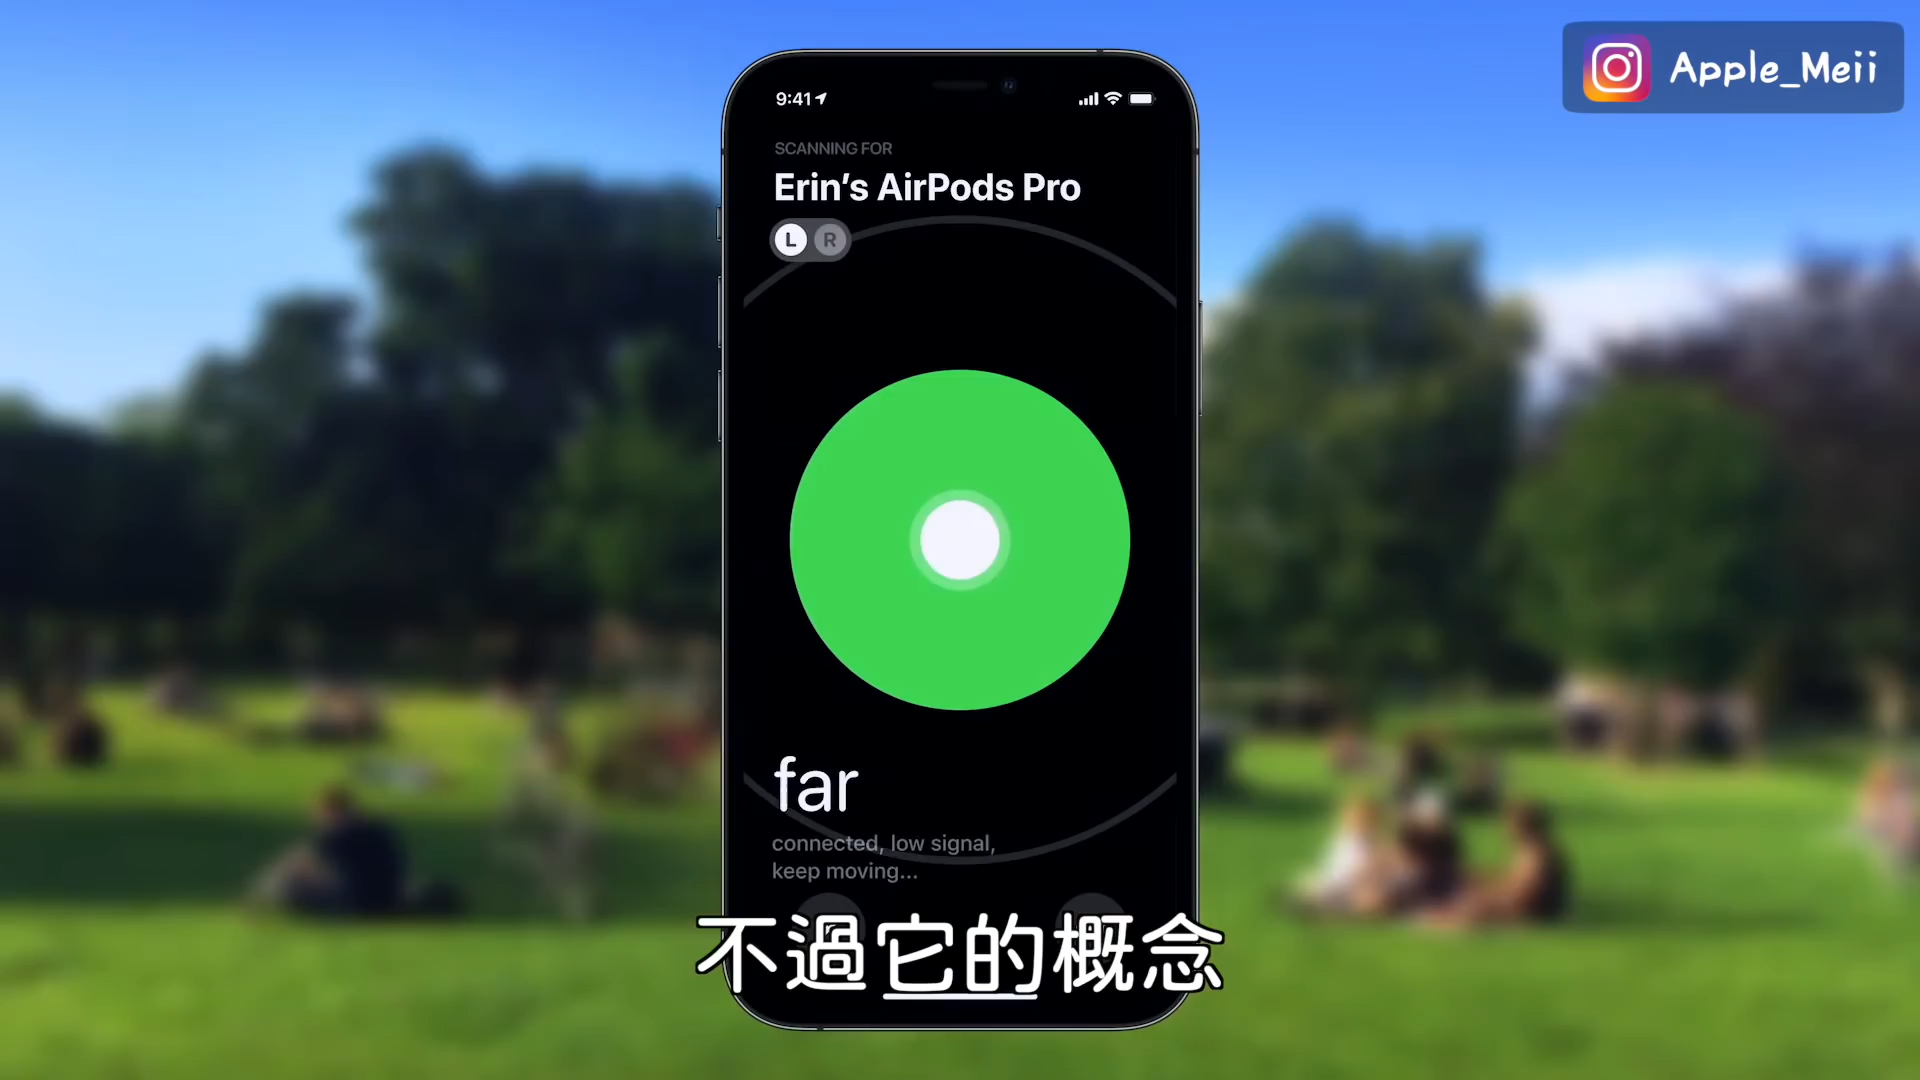 Apple_Meii
9:41
SCANNING FOR
Erin's AirPods Pro
L R
far
connected, low signal,
keep moving...
不過它的概念